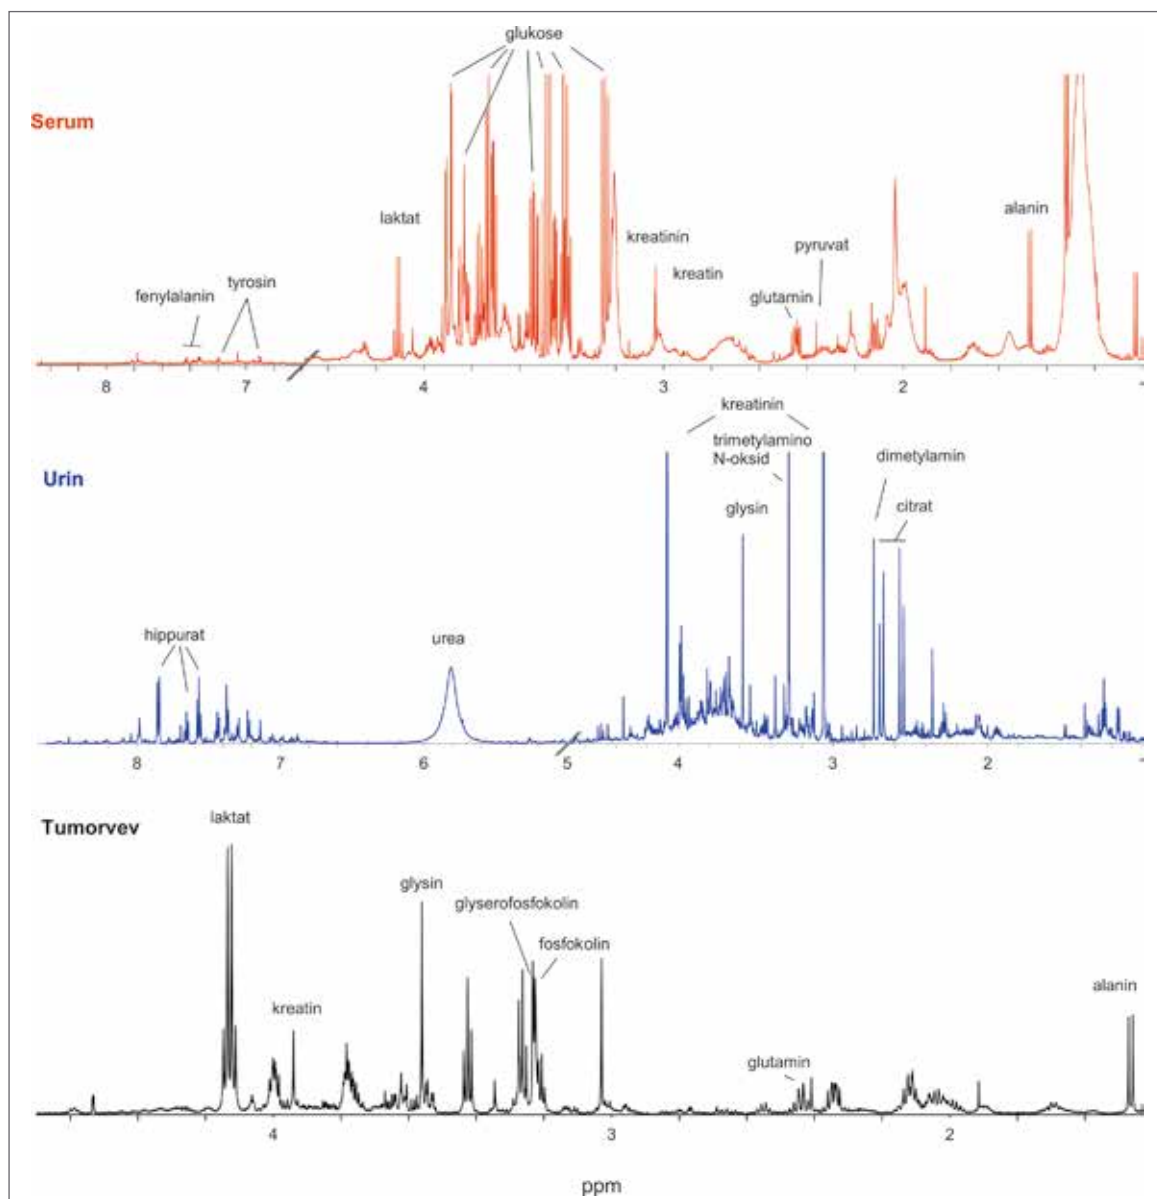 glukose
Serum
laktat
kreatinin
alanin
pyruvat
kreatin
tyrosin
fenylalanin
glutamin
8 7 4 3 2 1
kreatinin
trimetylamino
N-oksid
dimetylamin
Urin
glysin
citrat
hippurat
urea
8 7 6 5 4 3 2 1
laktat
Tumorvev
glysin
glyserofosfokolin
fosfokolin
kreatin
alanin
glutamin
4 3 2
ppm